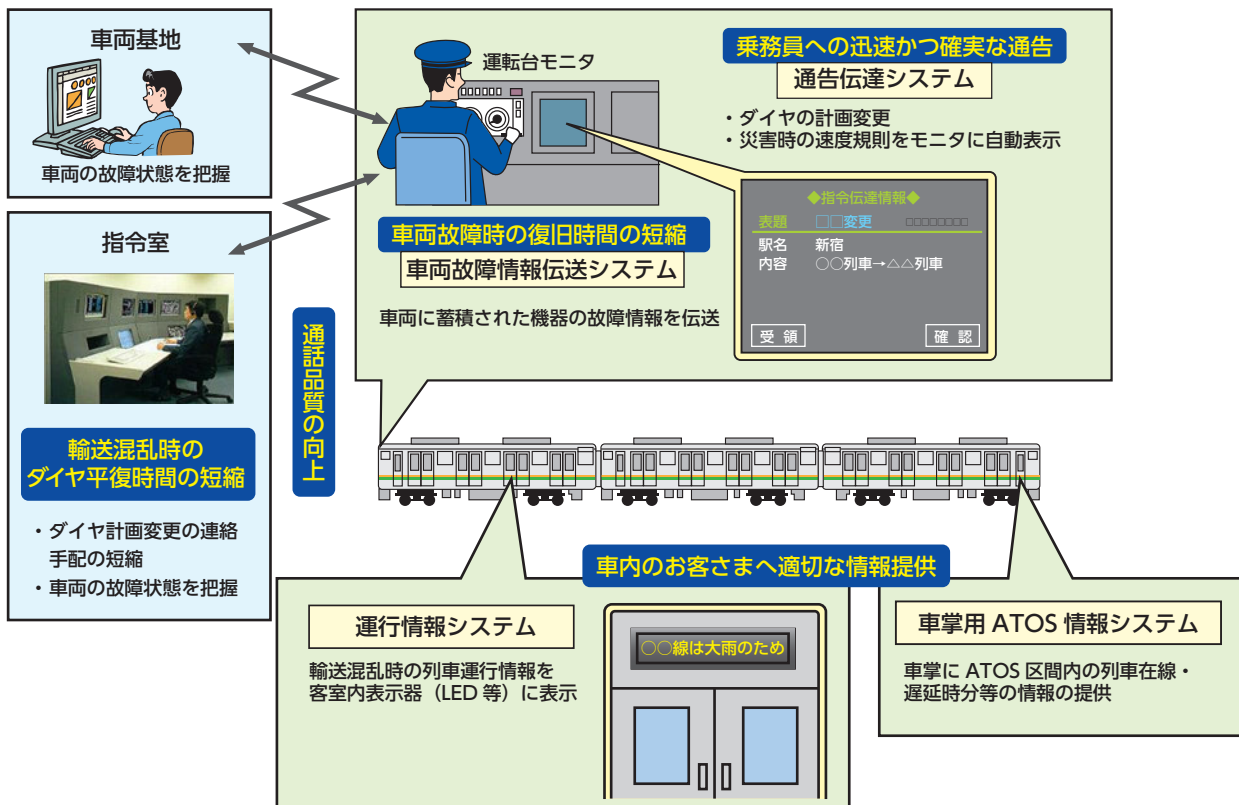 車両基地
車両の故障状態を把握
指令室
輸送混乱時の
ダイヤ平復時間の短縮
・ダイヤ計画変更の連絡
手配の短縮
・車両の故障状態を把握
運転台モニタ
乗務員への迅速かつ確実な通告
通告伝達システム
・ダイヤの計画変更
・災害時の速度規則をモニタに自動表示
◆指令伝達情報◆
表題 □□変更 □□□□□□□□
駅名 新宿
内容 ○○列車→△△列車
受領 確認
車両故障時の復旧時間の短縮
車両故障情報伝送システム
車両に蓄積された機器の故障情報を伝送
通話品質の向上
車内のお客さまへ適切な情報提供
運行情報システム
輸送混乱時の列車運行情報を
客室内表示器（LED 等）に表示
○○線は大雨のため
車掌用 ATOS 情報システム
車掌に ATOS 区間内の列車在線・
遅延時分等の情報の提供